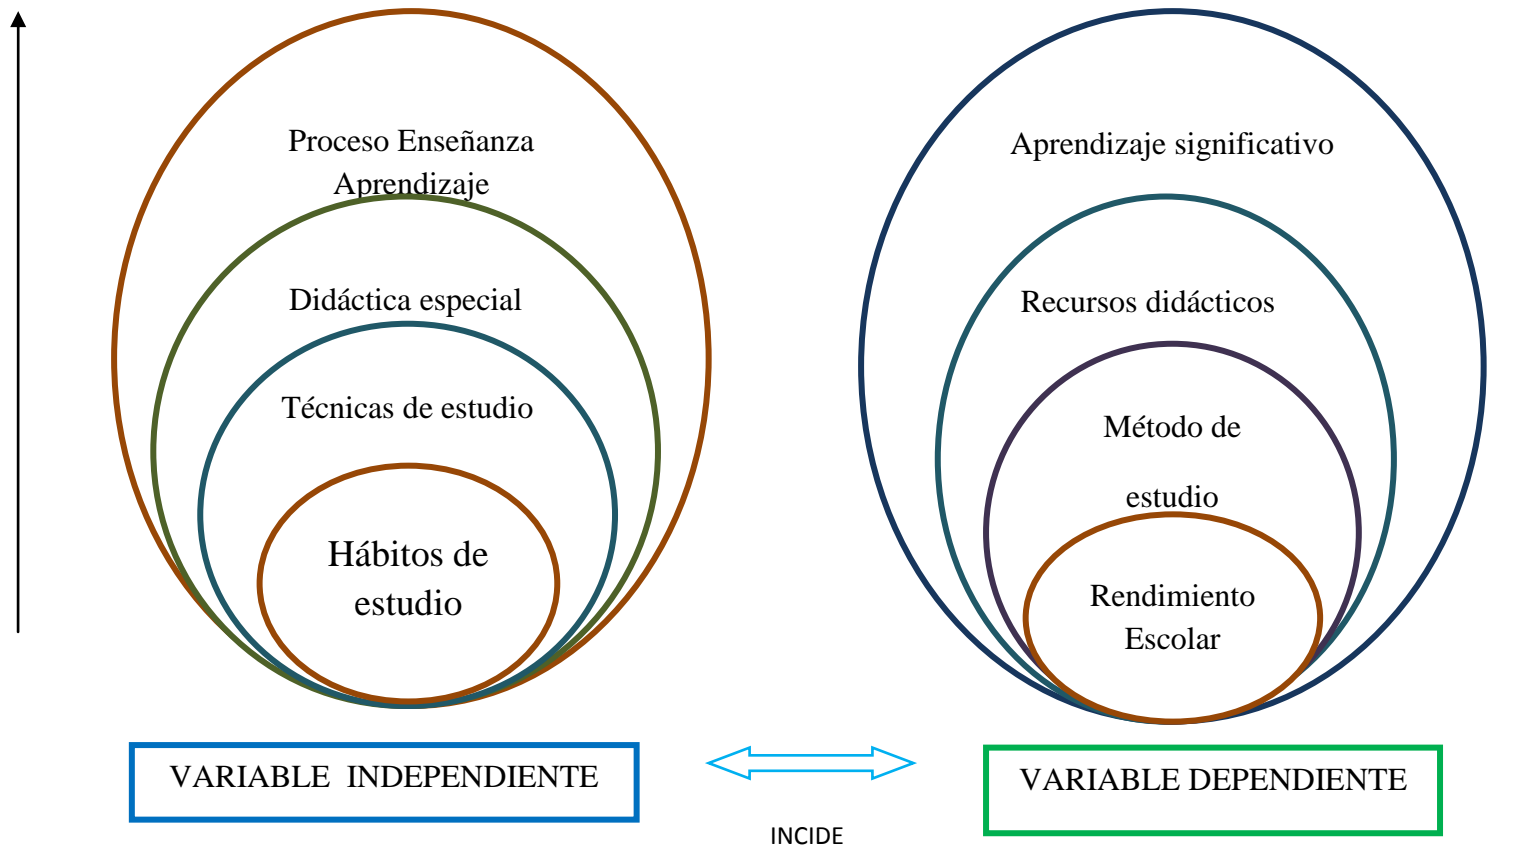 Proceso Enseñanza
Aprendizaje
Didáctica especial
Técnicas de estudio
Hábitos de
estudio
Aprendizaje significativo
Recursos didácticos
Método de
estudio
Rendimiento
Escolar
VARIABLE INDEPENDIENTE
VARIABLE DEPENDIENTE
INCIDE